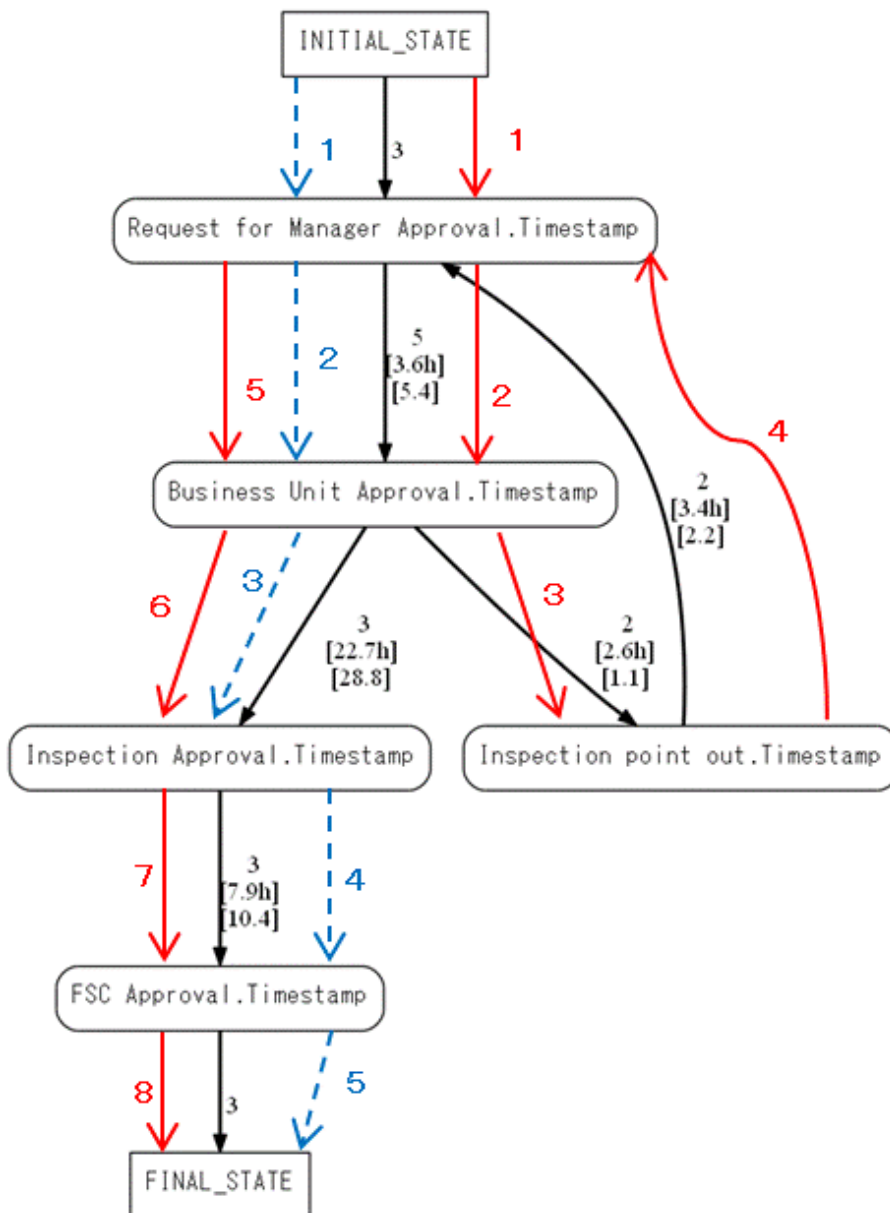 INITIAL_STATE
1
3
1
Request for Manager Approval.Timestamp
5
2
5
[3.6h]
[5.4]
2
4
2
[3.4h]
[2.2]
Business Unit Approval.Timestamp
6
3
3
[22.7h]
[28.8]
3
2
[2.6h]
[1.1]
Inspection Approval.Timestamp
Inspection point out.Timestamp
7
3
[7.9h]
[10.4]
4
FSC Approval.Timestamp
8
3
5
FINAL_STATE